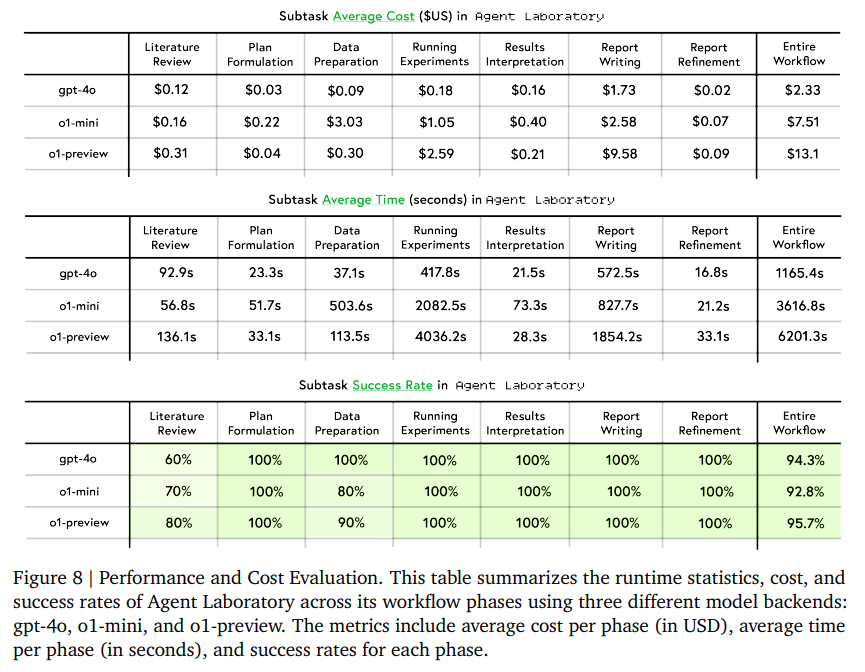 Subtask Average Cost ($US) in Agent Laboratory
Literature Review Plan Formulation Data Preparation Running Experiments Results Interpretation Report Writing Report Refinement Entire Workflow
gpt-4o $0.12 $0.03 $0.09 $0.18 $0.16 $1.73 $0.02 $2.33
o1-mini $0.16 $0.22 $3.03 $1.05 $0.40 $2.58 $0.07 $7.51
o1-preview $0.31 $0.04 $0.30 $2.59 $0.21 $9.58 $0.09 $13.1
Subtask Average Time (seconds) in Agent Laboratory
Literature Review Plan Formulation Data Preparation Running Experiments Results Interpretation Report Writing Report Refinement Entire Workflow
gpt-4o 92.9s 23.3s 37.1s 417.8s 21.5s 572.5s 16.8s 1165.4s
o1-mini 56.8s 51.7s 503.6s 2082.5s 73.3s 827.7s 21.2s 3616.8s
o1-preview 136.1s 33.1s 113.5s 4036.2s 28.3s 1854.2s 33.1s 6201.3s
Subtask Success Rate in Agent Laboratory
Literature Review Plan Formulation Data Preparation Running Experiments Results Interpretation Report Writing Report Refinement Entire Workflow
gpt-4o 60% 100% 100% 100% 100% 100% 100% 94.3%
o1-mini 70% 100% 80% 100% 100% 100% 100% 92.8%
o1-preview 80% 100% 90% 100% 100% 100% 100% 95.7%
Figure 8 | Performance and Cost Evaluation. This table summarizes the runtime statistics, cost, and
success rates of Agent Laboratory across its workflow phases using three different model backends:
gpt-4o, o1-mini, and o1-preview. The metrics include average cost per phase (in USD), average time
per phase (in seconds), and success rates for each phase.